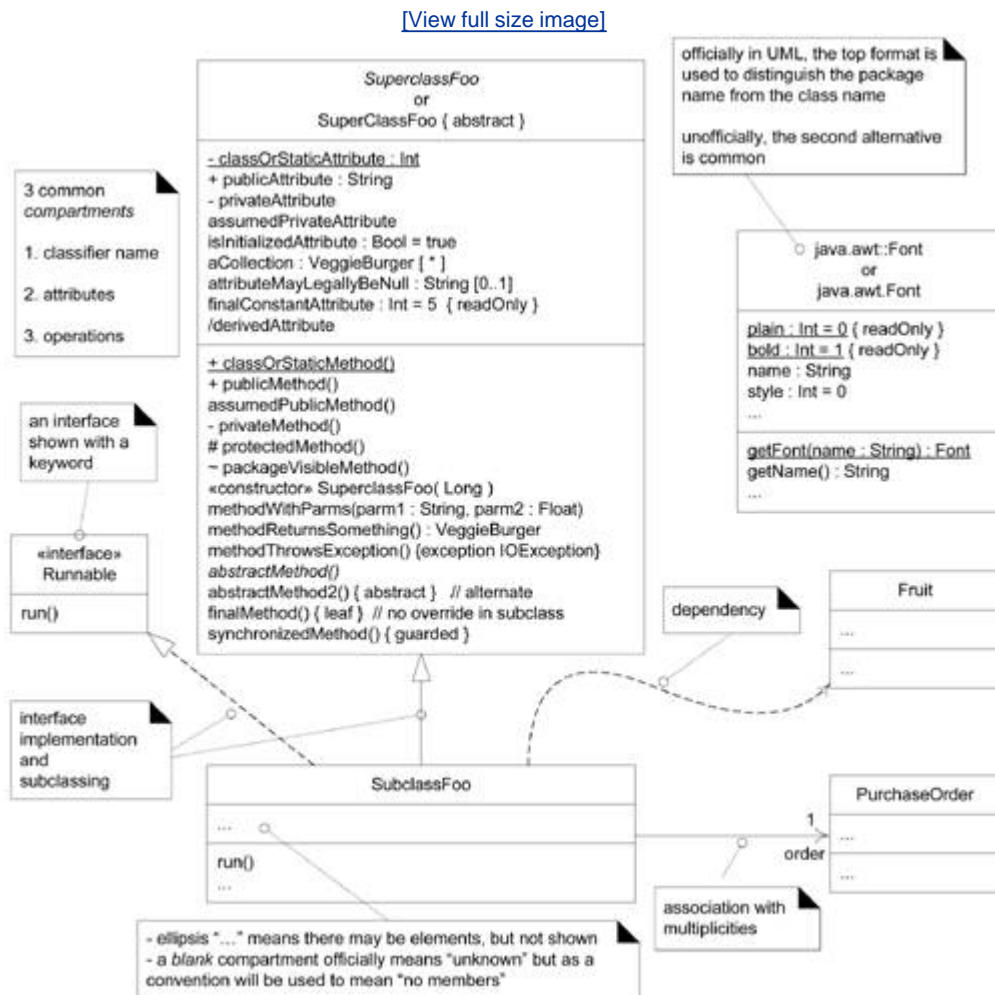 [View full size image]
officially in UML, the top format is
used to distinguish the package
name from the class name
unofficially, the second alternative
is common
SuperclassFoo
or
SuperClassFoo { abstract }
- classOrStaticAttribute : Int
+ publicAttribute : String
- privateAttribute
assumedPrivateAttribute
isInitializedAttribute : Bool = true
aCollection : VeggieBurger [ * ]
attributeMayLegallyBeNull : String [0..1]
finalConstantAttribute : Int = 5 { readOnly }
/derivedAttribute
+ classOrStaticMethod()
+ publicMethod()
assumedPublicMethod()
- privateMethod()
# protectedMethod()
~ packageVisibleMethod()
«constructor» SuperclassFoo( Long )
methodWithParms(parm1 : String, parm2 : Float)
methodReturnsSomething() : VeggieBurger
methodThrowsException() {exception IOException}
abstractMethod()
abstractMethod2() { abstract } // alternate
finalMethod() { leaf } // no override in subclass
synchronizedMethod() { guarded }
3 common
compartments
1. classifier name
2. attributes
3. operations
java.awt::Font
or
java.awt.Font
plain : Int = 0 { readOnly }
bold : Int = 1 { readOnly }
name : String
style : Int = 0
...
getFont(name : String) : Font
getName() : String
...
an interface
shown with a
keyword
«interface»
Runnable
run()
dependency
Fruit
...
...
interface
implementation
and
subclassing
SubclassFoo
...
run()
...
PurchaseOrder
...
...
1
order
association with
multiplicities
- ellipsis "..." means there may be elements, but not shown
- a blank compartment officially means "unknown" but as a
convention will be used to mean "no members"